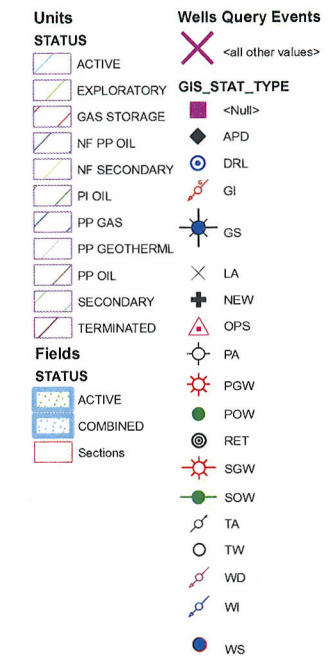 Units
STATUS
ACTIVE
EXPLORATORY
GAS STORAGE
NF PP OIL
NF SECONDARY
PI OIL
PP GAS
PP GEOTHERML
PP OIL
SECONDARY
TERMINATED
Fields
STATUS
ACTIVE
COMBINED
Sections
Wells Query Events
<all other values>
GIS_STAT_TYPE
<Null>
APD
DRL
GI
GS
LA
NEW
OPS
PA
PGW
POW
RET
SGW
SOW
TA
TW
WD
WI
WS